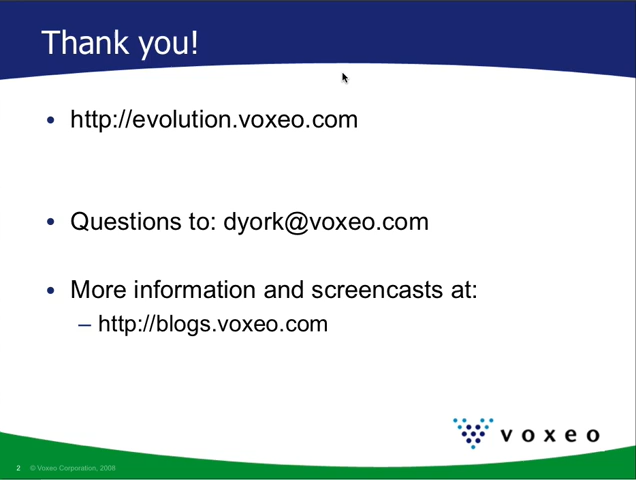 Thank you!
• http://evolution.voxeo.com
• Questions to: dyork@voxeo.com
• More information and screencasts at:
– http://blogs.voxeo.com
voxeo
2 © Voxeo Corporation, 2008